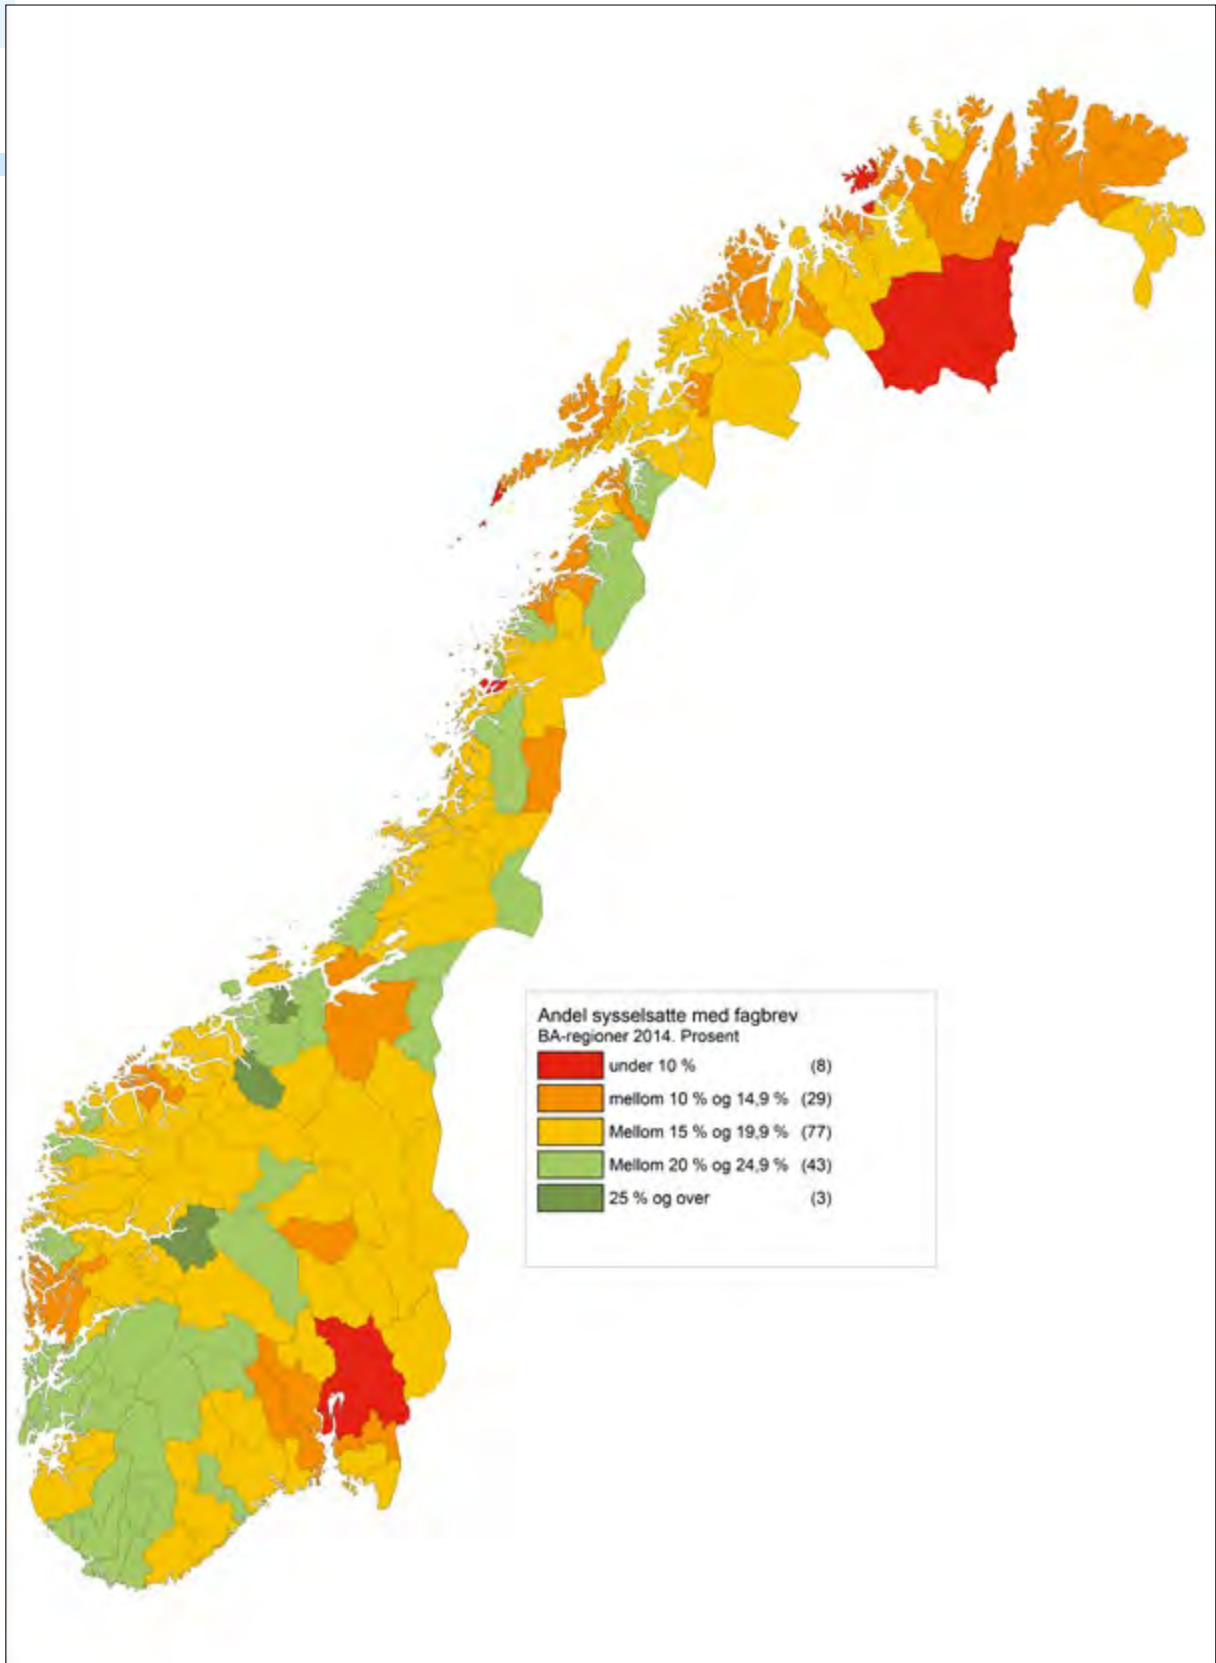 Andel sysselsatte med fagbrev
BA-regioner 2014. Prosent
under 10 % (8)
mellom 10 % og 14,9 % (29)
Mellom 15 % og 19,9 % (77)
Mellom 20 % og 24,9 % (43)
25 % og over (3)